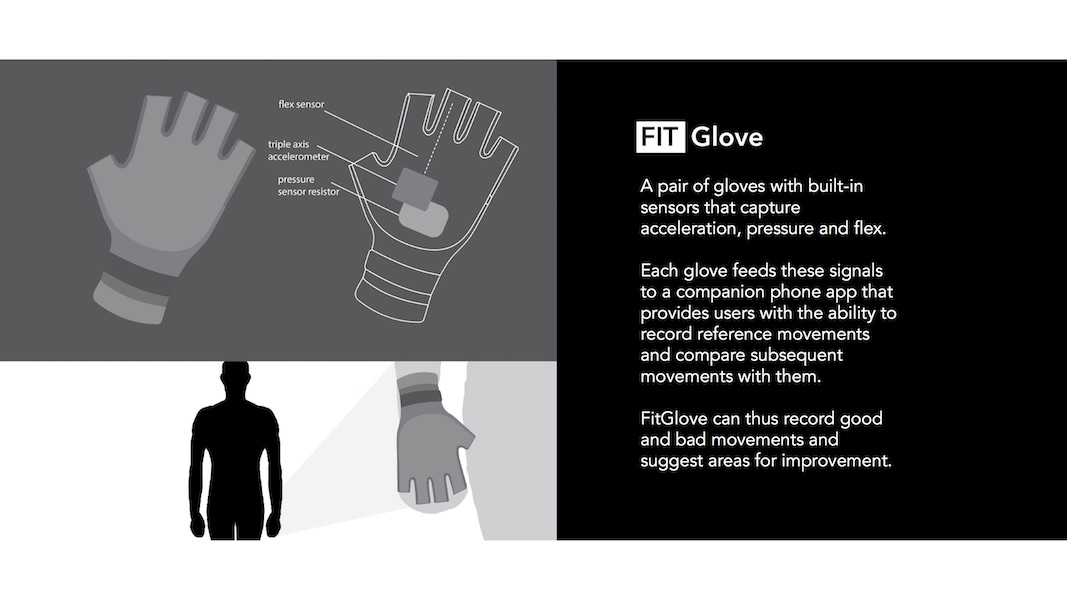 flex sensor
triple axis
accelerometer
pressure
sensor resistor
FIT Glove
A pair of gloves with built-in
sensors that capture
acceleration, pressure and flex.
Each glove feeds these signals
to a companion phone app that
provides users with the ability to
record reference movements
and compare subsequent
movements with them.
FitGlove can thus record good
and bad movements and
suggest areas for improvement.